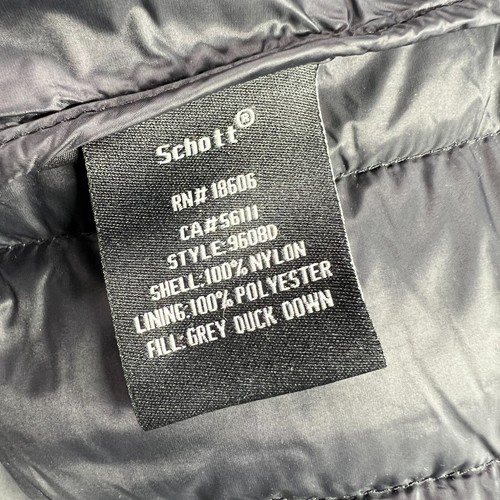 Schott®
RN# 18606
CA#56111
STYLE:9608D
SHELL:100% NYLON
LINING:100% POLYESTER
FILL: GREY DUCK DOWN